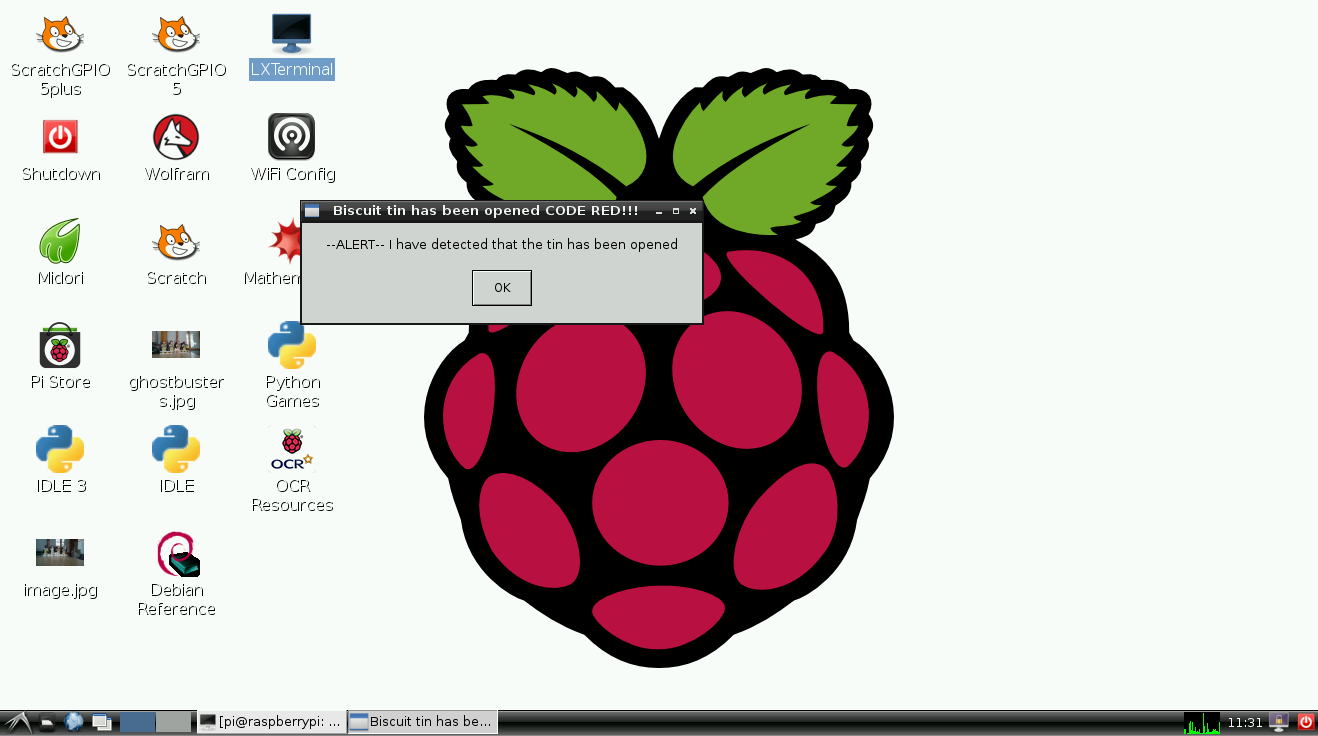 ScratchGPIO
5plus
ScratchGPIO
5
LXTerminal
Shutdown
Wolfram
WiFi Config
Biscuit tin has been opened CODE RED!!!
--ALERT-- I have detected that the tin has been opened
OK
Midori
Scratch
Mathem
Pi Store
ghostbuster
s.jpg
Python
Games
IDLE 3
IDLE
OCR
OCR
Resources
image.jpg
Debian
Reference
[pi@raspberrypi: ...
Biscuit tin has be...
11:31